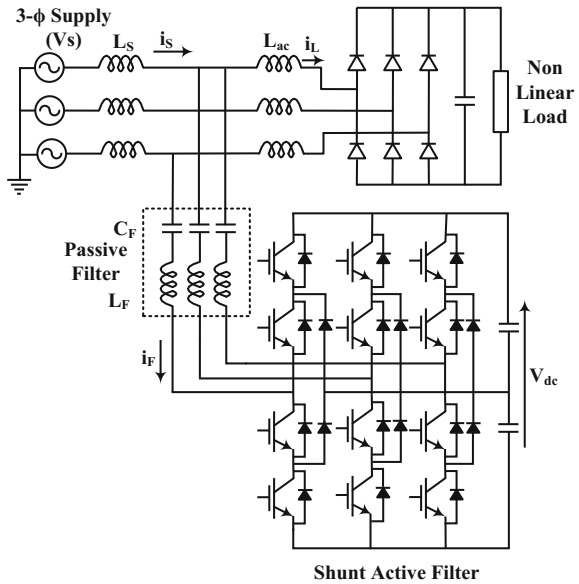 3-ϕ Supply
(Vs)
L_S
i_S
L_ac
i_L
Non
Linear
Load
C_F
Passive
Filter
L_F
i_F
V_dc
Shunt Active Filter